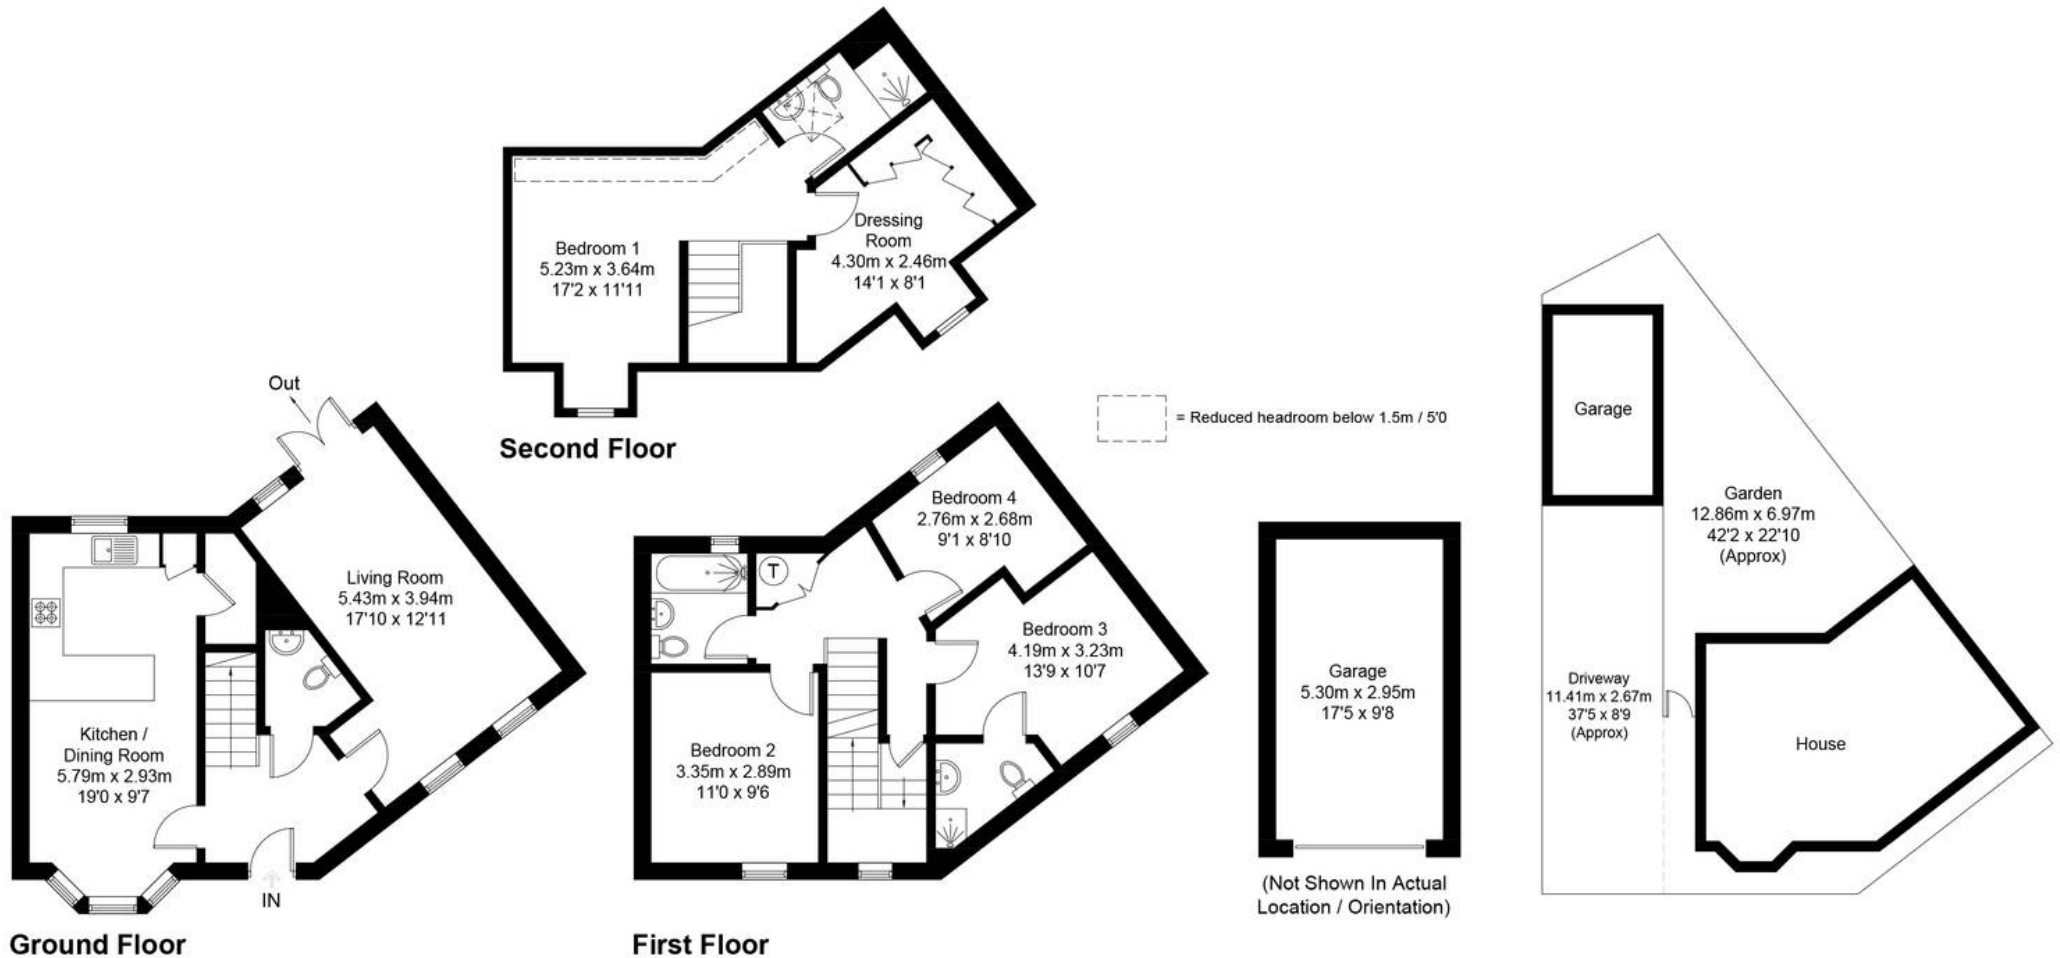 Bedroom 1
5.23m x 3.64m
17'2 x 11'11
Dressing
Room
4.30m x 2.46m
14'1 x 8'1
Second Floor
= Reduced headroom below 1.5m / 5'0
Out
Living Room
5.43m x 3.94m
17'10 x 12'11
Kitchen /
Dining Room
5.79m x 2.93m
19'0 x 9'7
IN
Ground Floor
T
Bedroom 4
2.76m x 2.68m
9'1 x 8'10
Bedroom 3
4.19m x 3.23m
13'9 x 10'7
Bedroom 2
3.35m x 2.89m
11'0 x 9'6
First Floor
Garage
5.30m x 2.95m
17'5 x 9'8
(Not Shown In Actual
Location / Orientation)
Garage
Garden
12.86m x 6.97m
42'2 x 22'10
(Approx)
Driveway
11.41m x 2.67m
37'5 x 8'9
(Approx)
House